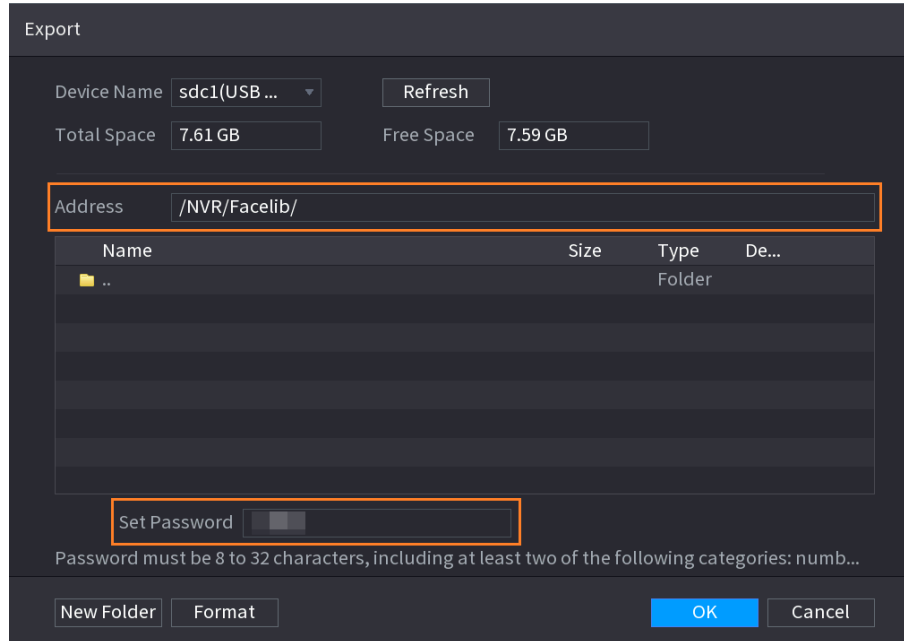 Export
Device Name sdc1(USB ... Refresh
Total Space 7.61 GB Free Space 7.59 GB
Address /NVR/Facelib/
Name Size Type De...
.. Folder
Set Password
Password must be 8 to 32 characters, including at least two of the following categories: numb...
New Folder Format OK Cancel